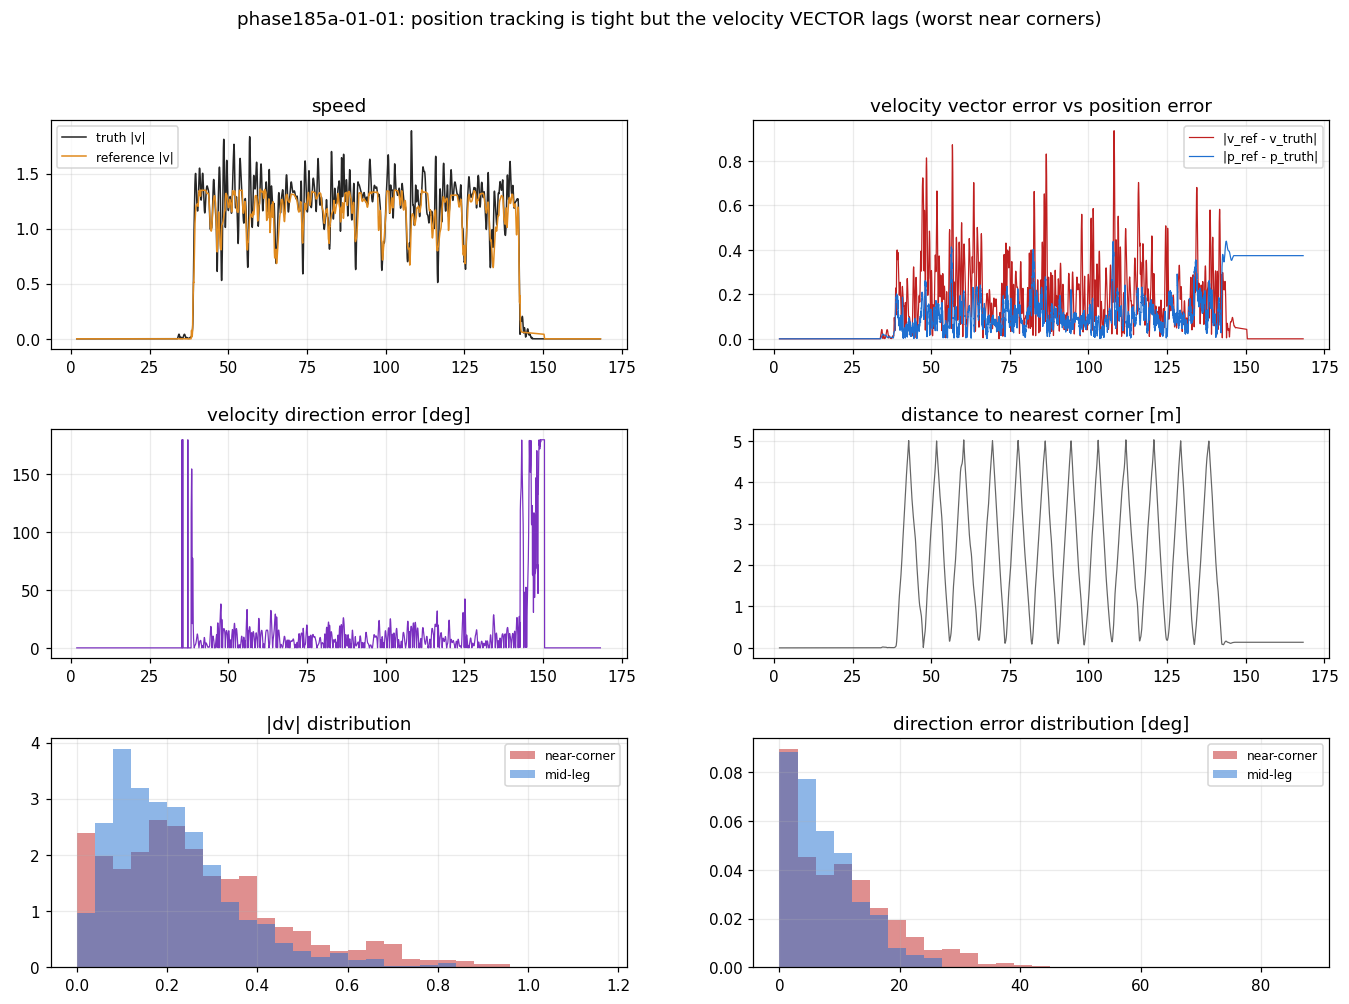 phase185a-01-01: position tracking is tight but the velocity VECTOR lags (worst near corners)
speed
truth |v|
reference |v|
1.5
1.0
0.5
0.0
0 25 50 75 100 125 150 175
velocity vector error vs position error
|v_ref - v_truth|
|p_ref - p_truth|
0.8
0.6
0.4
0.2
0.0
0 25 50 75 100 125 150 175
velocity direction error [deg]
150
100
50
0
0 25 50 75 100 125 150 175
distance to nearest corner [m]
5
4
3
2
1
0
0 25 50 75 100 125 150 175
|dv| distribution
near-corner
mid-leg
4
3
2
1
0
0.0 0.2 0.4 0.6 0.8 1.0 1.2
direction error distribution [deg]
near-corner
mid-leg
0.08
0.06
0.04
0.02
0.00
0 20 40 60 80